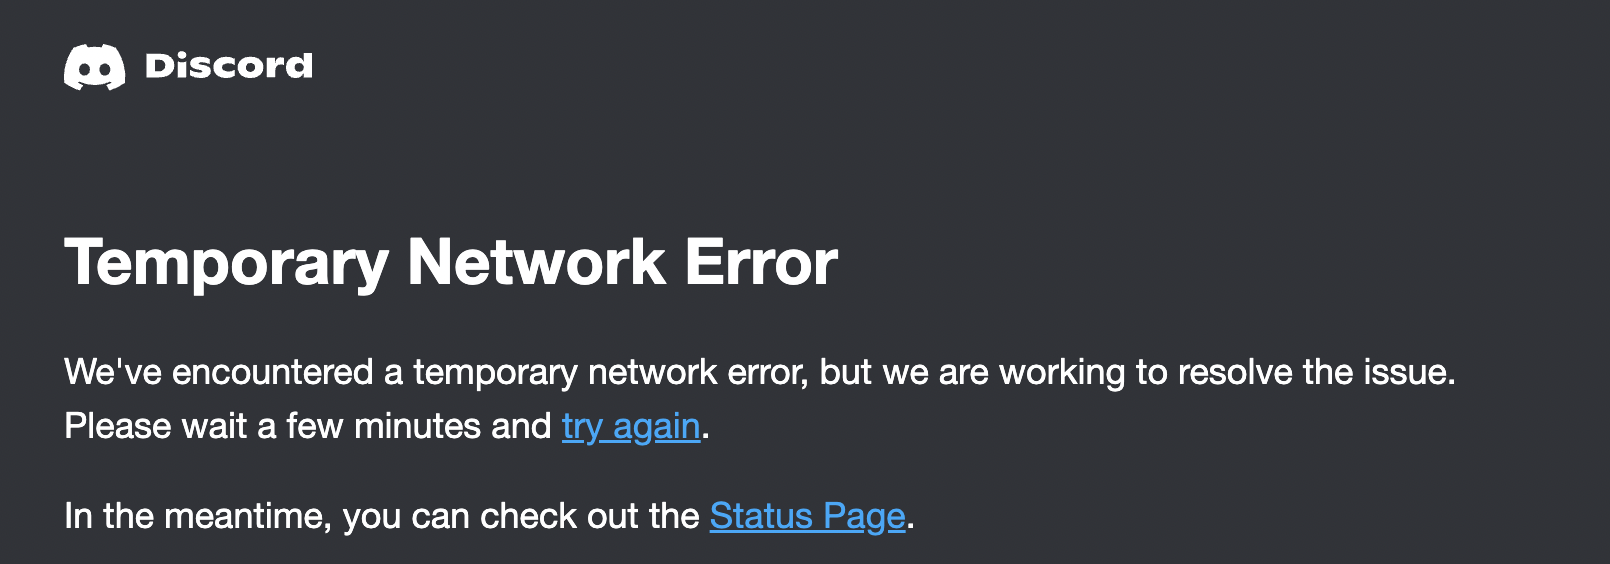 Discord
Temporary Network Error
We've encountered a temporary network error, but we are working to resolve the issue.
Please wait a few minutes and try again.
In the meantime, you can check out the Status Page.